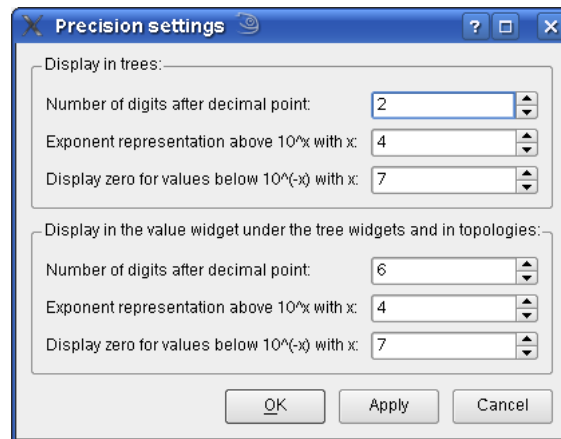 Precision settings
Display in trees:
Number of digits after decimal point: 2
Exponent representation above 10^x with x: 4
Display zero for values below 10^(-x) with x: 7
Display in the value widget under the tree widgets and in topologies:
Number of digits after decimal point: 6
Exponent representation above 10^x with x: 4
Display zero for values below 10^(-x) with x: 7
OK Apply Cancel